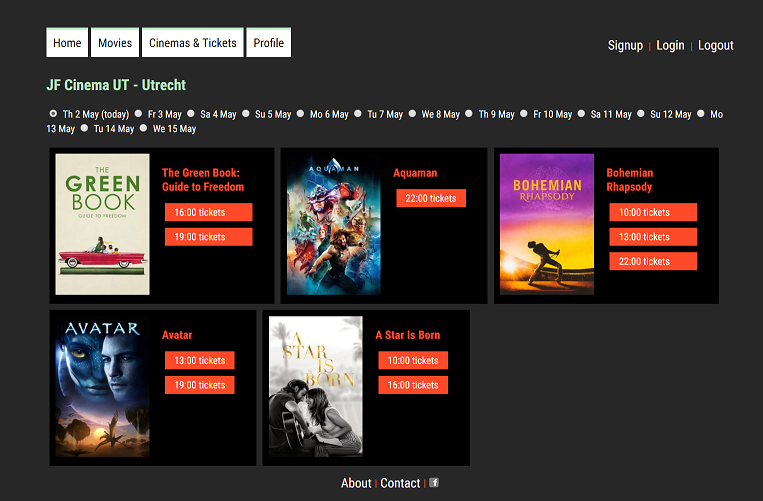 Home Movies Cinemas & Tickets Profile
Signup | Login | Logout
JF Cinema UT - Utrecht
Th 2 May (today) Fr 3 May Sa 4 May Su 5 May Mo 6 May Tu 7 May We 8 May Th 9 May Fr 10 May Sa 11 May Su 12 May Mo
13 May Tu 14 May We 15 May
THE
GREEN
BOOK
GUIDE TO FREEDOM
The Green Book:
Guide to Freedom
16:00 tickets
19:00 tickets
AQUAMAN
Aquaman
22:00 tickets
BOHEMIAN
RHAPSODY
Bohemian
Rhapsody
10:00 tickets
13:00 tickets
22:00 tickets
AVATAR
Avatar
13:00 tickets
19:00 tickets
A
STAR
IS
BORN
A Star Is Born
10:00 tickets
16:00 tickets
About | Contact | f